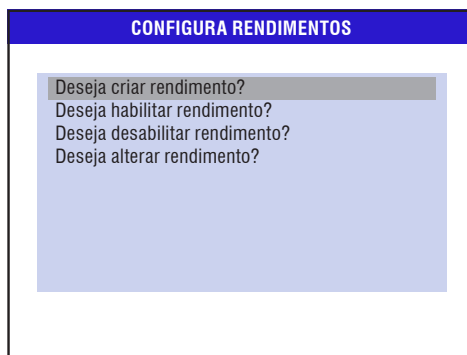 CONFIGURA RENDIMENTOS
Deseja criar rendimento?
Deseja habilitar rendimento?
Deseja desabilitar rendimento?
Deseja alterar rendimento?